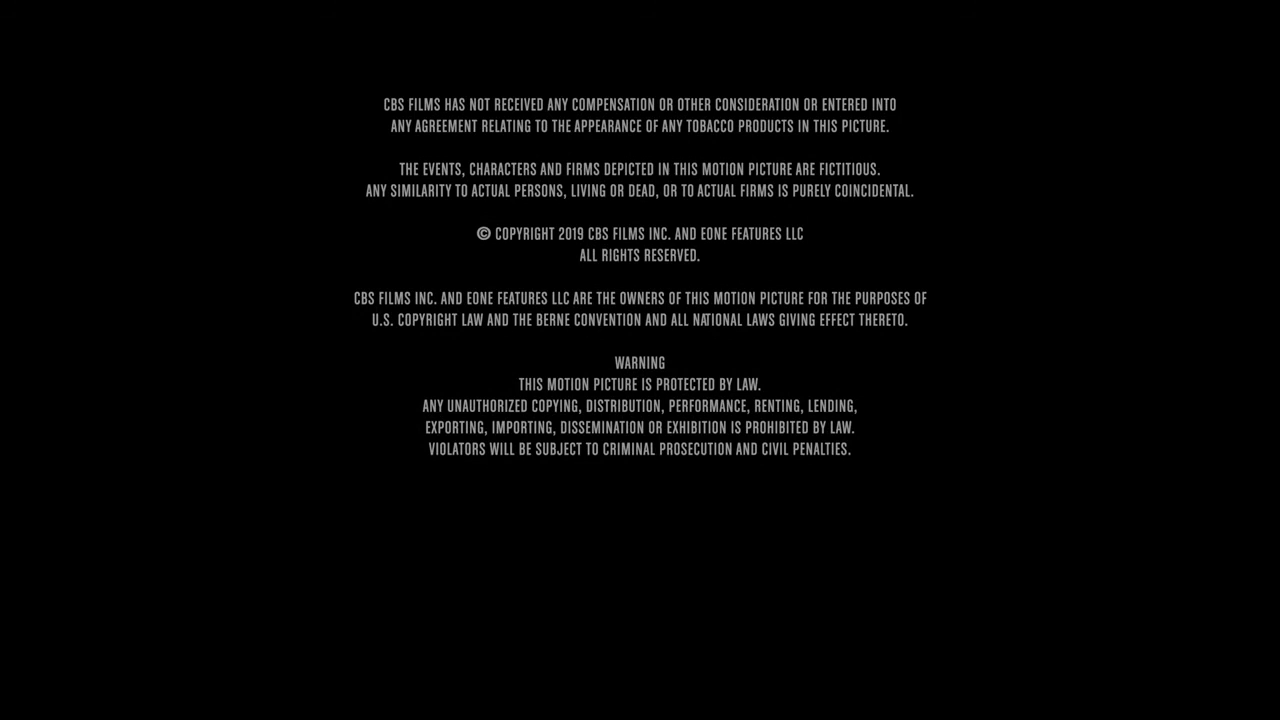 CBS FILMS HAS NOT RECEIVED ANY COMPENSATION OR OTHER CONSIDERATION OR ENTERED INTO
ANY AGREEMENT RELATING TO THE APPEARANCE OF ANY TOBACCO PRODUCTS IN THIS PICTURE.
THE EVENTS, CHARACTERS AND FIRMS DEPICTED IN THIS MOTION PICTURE ARE FICTITIOUS.
ANY SIMILARITY TO ACTUAL PERSONS, LIVING OR DEAD, OR TO ACTUAL FIRMS IS PURELY COINCIDENTAL.
© COPYRIGHT 2019 CBS FILMS INC. AND EONE FEATURES LLC
ALL RIGHTS RESERVED.
CBS FILMS INC. AND EONE FEATURES LLC ARE THE OWNERS OF THIS MOTION PICTURE FOR THE PURPOSES OF
U.S. COPYRIGHT LAW AND THE BERNE CONVENTION AND ALL NATIONAL LAWS GIVING EFFECT THERETO.
WARNING
THIS MOTION PICTURE IS PROTECTED BY LAW.
ANY UNAUTHORIZED COPYING, DISTRIBUTION, PERFORMANCE, RENTING, LENDING,
EXPORTING, IMPORTING, DISSEMINATION OR EXHIBITION IS PROHIBITED BY LAW.
VIOLATORS WILL BE SUBJECT TO CRIMINAL PROSECUTION AND CIVIL PENALTIES.